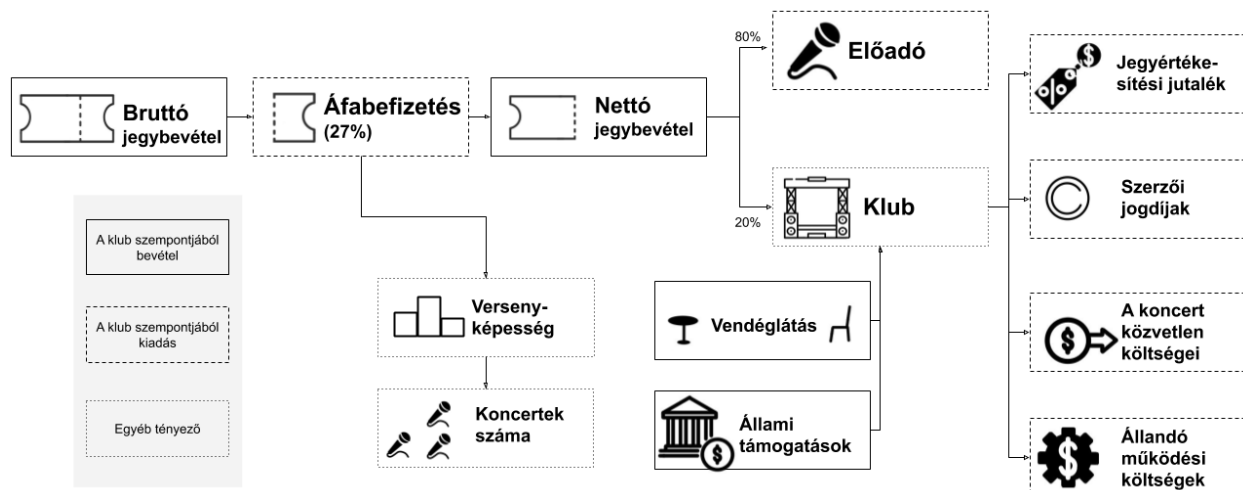 Bruttó
jegybevétel
Áfabefizetés
(27%)
Nettó
jegybevétel
80%
20%
Előadó
Klub
Jegyértéke-
sítési jutalék
Szerzői
jogdíjak
A koncert
közvetlen
költségei
Állandó
működési
költségek
Verseny-
képesség
Koncertek
száma
Vendéglátás
Állami
támogatások
A klub szempontjából
bevétel
A klub szempontjából
kiadás
Egyéb tényező